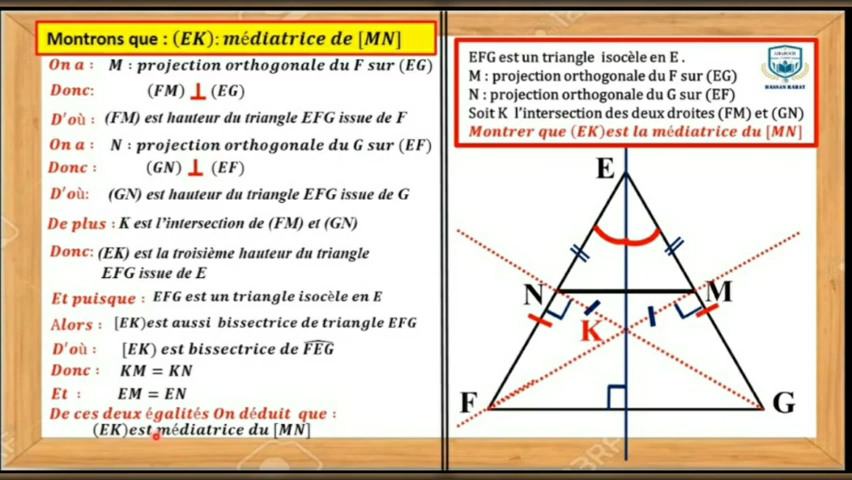 Montrons que : (EK): médiatrice de [MN]
On a : M : projection orthogonale du F sur (EG)
Donc: (FM) ⊥ (EG)
D'où : (FM) est hauteur du triangle EFG issue de F
On a : N : projection orthogonale du G sur (EF)
Donc : (GN) ⊥ (EF)
D'où: (GN) est hauteur du triangle EFG issue de G
De plus : K est l'intersection de (FM) et (GN)
Donc: (EK) est la troisième hauteur du triangle
EFG issue de E
Et puisque : EFG est un triangle isocèle en E
Alors : [EK)est aussi bissectrice de triangle EFG
D'où : [EK) est bissectrice de F̂EG
Donc : KM = KN
Et : EM = EN
De ces deux égalités On déduit que :
(EK)est médiatrice du [MN]
EFG est un triangle isocèle en E .
M : projection orthogonale du F sur (EG)
N : projection orthogonale du G sur (EF)
Soit K l'intersection des deux droites (FM) et (GN)
Montrer que (EK)est la médiatrice du [MN]
HASSAN RABAT
E
N
M
K
F
G